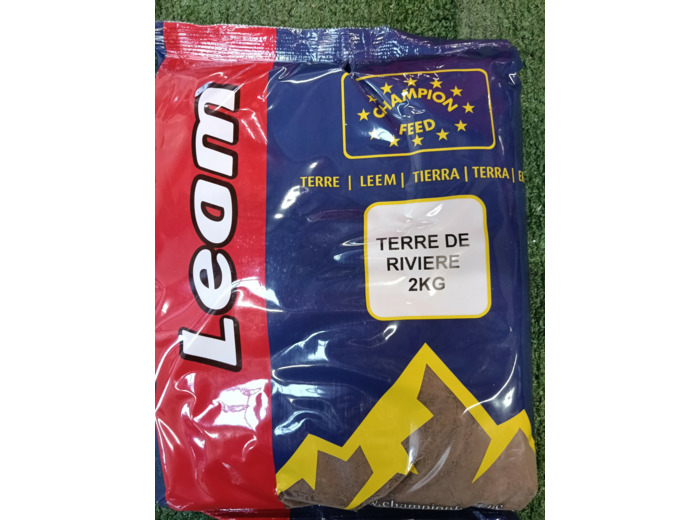 Leam
CHAMPION
FEED
TERRE | LEEM | TIERRA | TERRA |
TERRE DE
RIVIERE
2KG